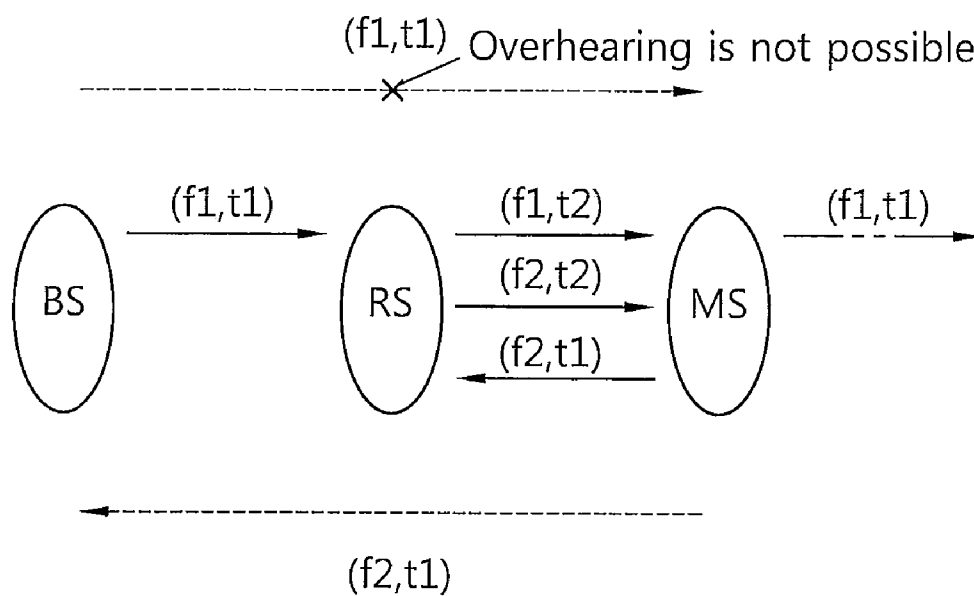 (f1,t1)
Overhearing is not possible
(f1,t1)
(f1,t2)
(f1,t1)
(f2,t2)
BS
RS
MS
(f2,t1)
(f2,t1)